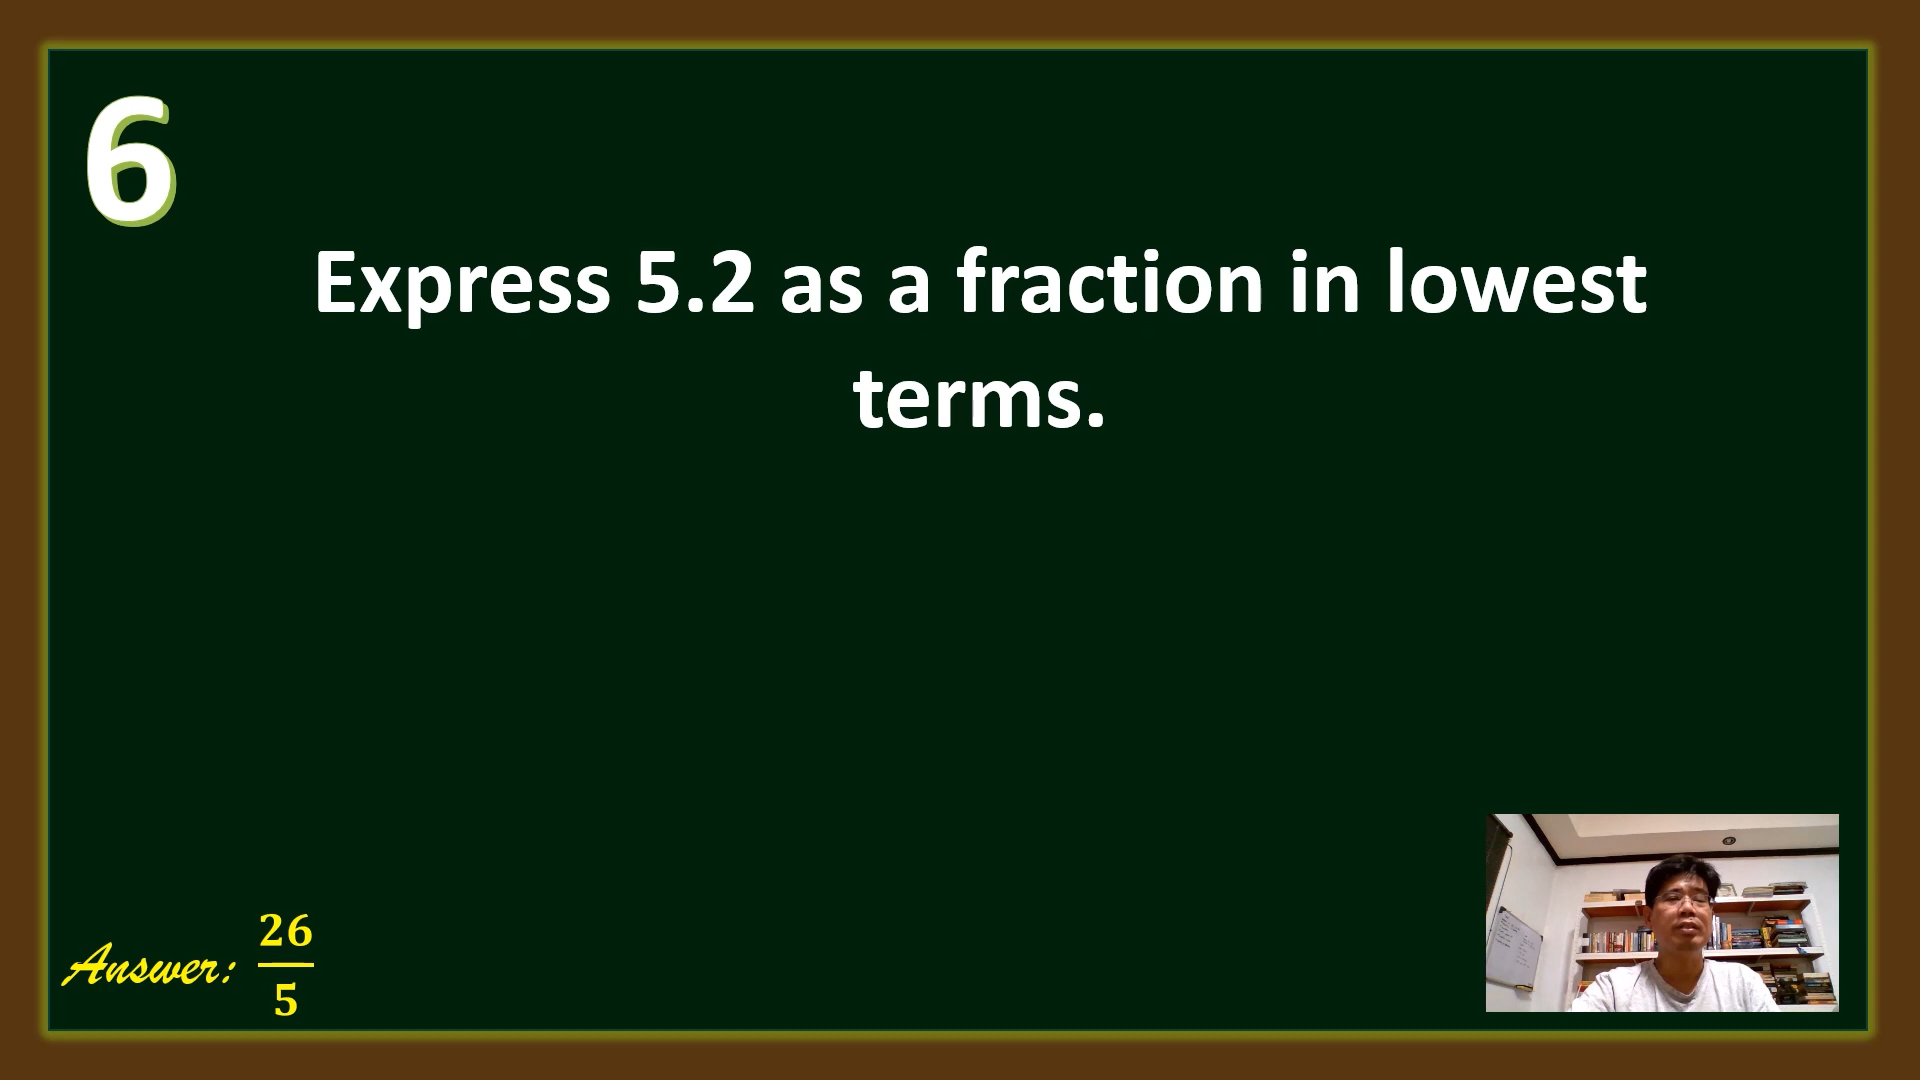 6
Express 5.2 as a fraction in lowest
terms.
Answer: 26/5